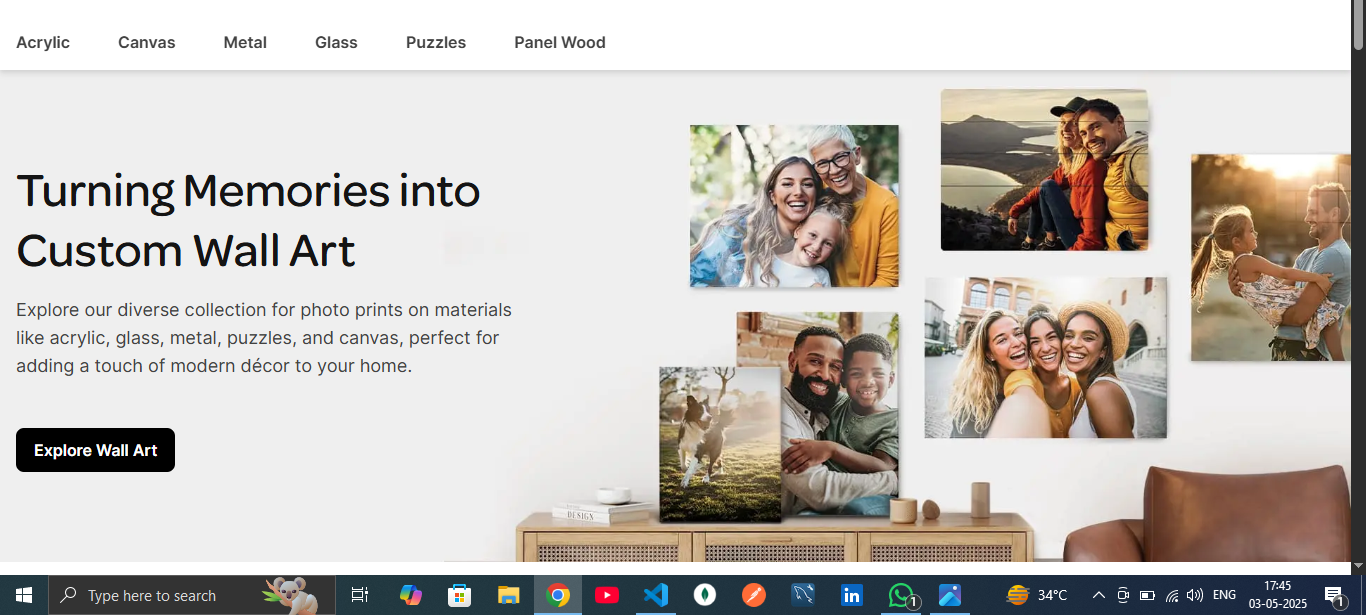 Acrylic Canvas Metal Glass Puzzles Panel Wood
Turning Memories into
Custom Wall Art
Explore our diverse collection for photo prints on materials
like acrylic, glass, metal, puzzles, and canvas, perfect for
adding a touch of modern décor to your home.
Explore Wall Art
DESIGN
Type here to search
1
34°C
ENG
17:45
03-05-2025
1